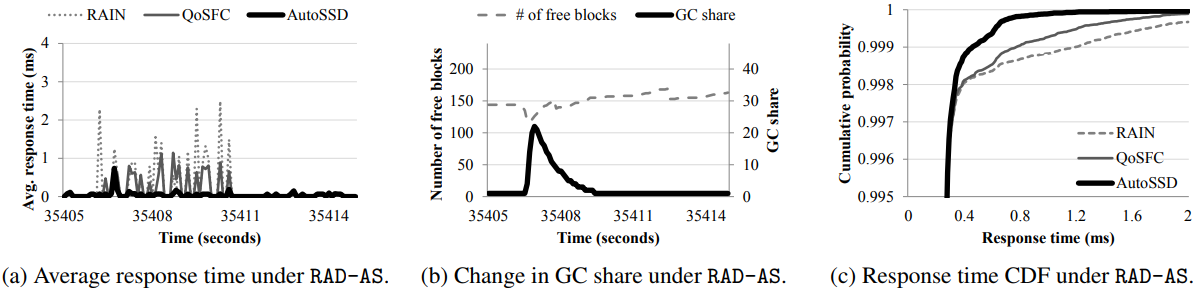 RAIN QoSFC AutoSSD
Avg. response time (ms)
4
3
2
1
0
35405 35408 35411 35414
Time (seconds)
(a) Average response time under RAD-AS.
# of free blocks GC share
Number of free blocks
200
150
100
50
0
40
30
20
10
0
GC share
35405 35408 35411 35414
Time (seconds)
(b) Change in GC share under RAD-AS.
Cumulative probability
1
0.999
0.998
0.997
0.996
0.995
RAIN
QoSFC
AutoSSD
0 0.4 0.8 1.2 1.6 2
Response time (ms)
(c) Response time CDF under RAD-AS.